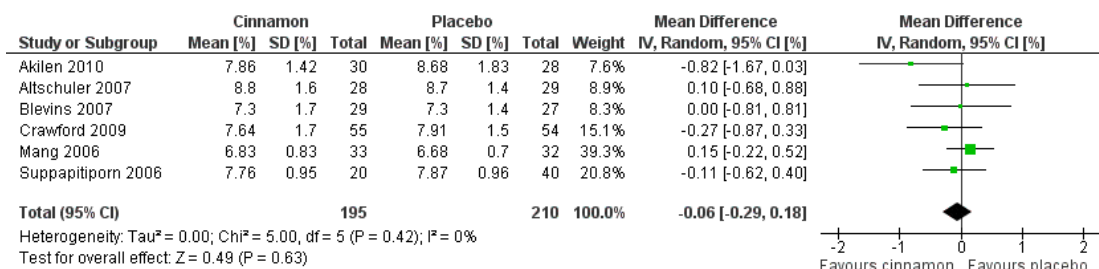 Cinnamon Placebo Mean Difference Mean Difference
Study or Subgroup Mean [%] SD [%] Total Mean [%] SD [%] Total Weight IV, Random, 95% CI [%] IV, Random, 95% CI [%]
Akilen 2010 7.86 1.42 30 8.68 1.83 28 7.6% -0.82 [-1.67, 0.03]
Altschuler 2007 8.8 1.6 28 8.7 1.4 29 8.9% 0.10 [-0.68, 0.88]
Blevins 2007 7.3 1.7 29 7.3 1.4 27 8.3% 0.00 [-0.81, 0.81]
Crawford 2009 7.64 1.7 55 7.91 1.5 54 15.1% -0.27 [-0.87, 0.33]
Mang 2006 6.83 0.83 33 6.68 0.7 32 39.3% 0.15 [-0.22, 0.52]
Suppapitiporn 2006 7.76 0.95 20 7.87 0.96 40 20.8% -0.11 [-0.62, 0.40]
Total (95% CI) 195 210 100.0% -0.06 [-0.29, 0.18]
Heterogeneity: Tau² = 0.00; Chi² = 5.00, df = 5 (P = 0.42); I² = 0%
Test for overall effect: Z = 0.49 (P = 0.63)
-2 -1 0 1 2
Favours cinnamon Favours placebo